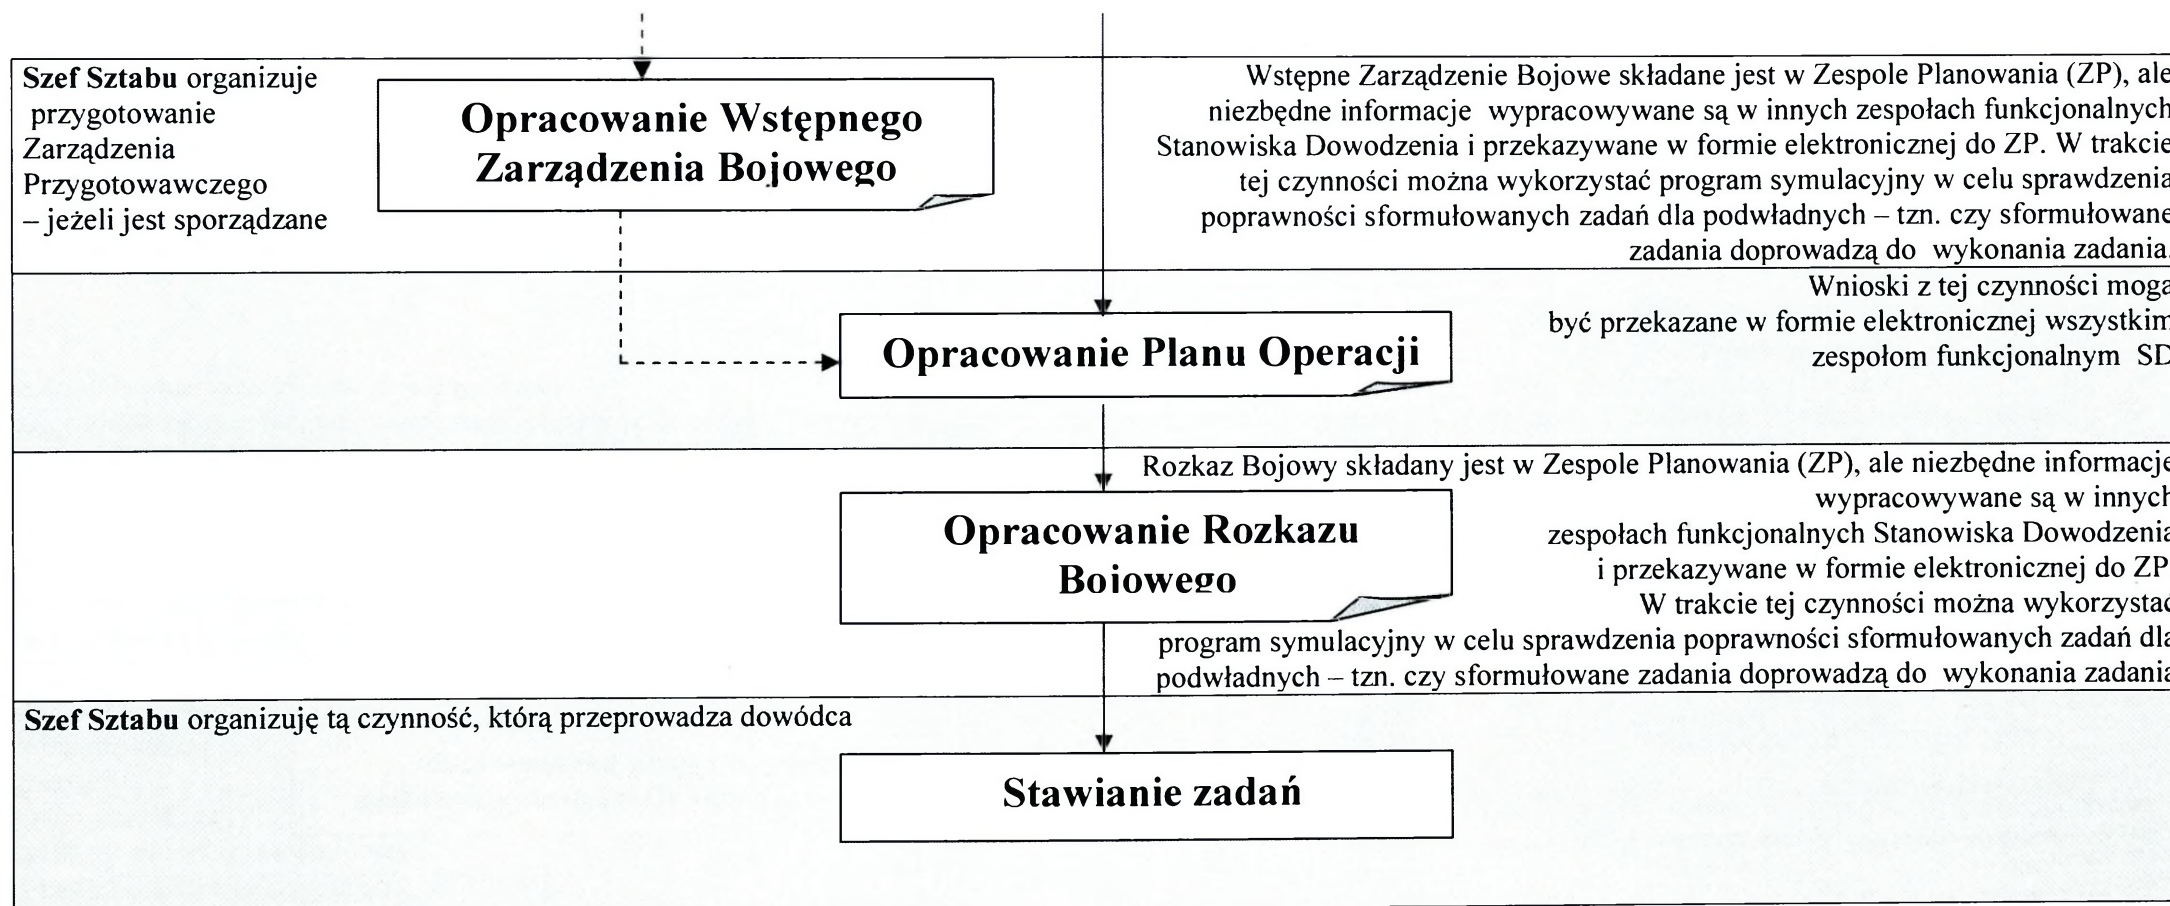 Szef Sztabu organizuje
przygotowanie
Zarządzenia
Przygotowawczego
– jeżeli jest sporządzane
Opracowanie Wstępnego
Zarządzenia Bojowego
Wstępne Zarządzenie Bojowe składane jest w Zespole Planowania (ZP), ale
niezbędne informacje wypracowywane są w innych zespołach funkcjonalnych
Stanowiska Dowodzenia i przekazywane w formie elektronicznej do ZP. W trakcie
tej czynności można wykorzystać program symulacyjny w celu sprawdzenia
poprawności sformułowanych zadań dla podwładnych – tzn. czy sformułowane
zadania doprowadzą do wykonania zadania.
Opracowanie Planu Operacji
Wnioski z tej czynności moga
być przekazane w formie elektronicznej wszystkim
zespołom funkcjonalnym SD
Opracowanie Rozkazu
Bojowego
Rozkaz Bojowy składany jest w Zespole Planowania (ZP), ale niezbędne informacje
wypracowywane są w innych
zespołach funkcjonalnych Stanowiska Dowodzenia
i przekazywane w formie elektronicznej do ZP
W trakcie tej czynności można wykorzystać
program symulacyjny w celu sprawdzenia poprawności sformułowanych zadań dla
podwładnych – tzn. czy sformułowane zadania doprowadzą do wykonania zadania
Szef Sztabu organizuję tą czynność, którą przeprowadza dowódca
Stawianie zadań